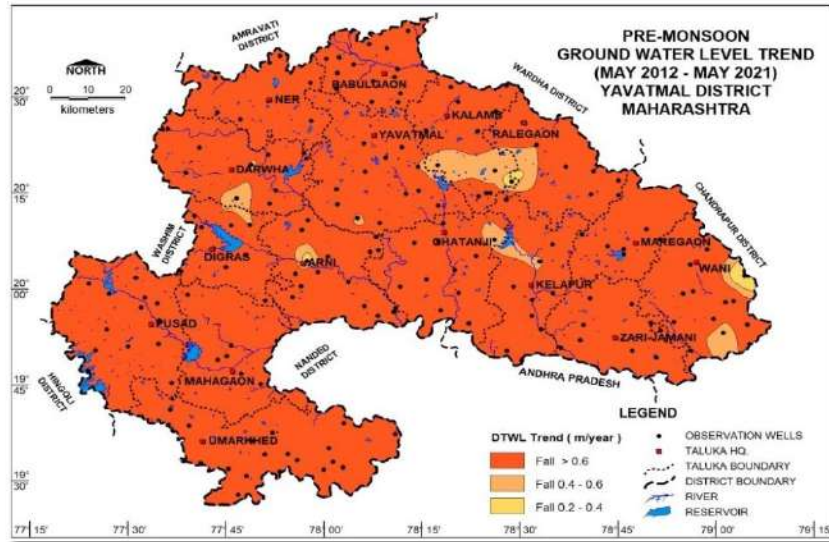 PRE-MONSOON
GROUND WATER LEVEL TREND
(MAY 2012 - MAY 2021)
YAVATMAL DISTRICT
MAHARASHTRA
NORTH
20 10 0 20
kilometers
AMRAVATI
DISTRICT
WARDHA DISTRICT
CHANDRAPUR DISTRICT
WASHIM
DISTRICT
HINGOLI
DISTRICT
NANDED
DISTRICT
ANDHRA PRADESH
BABULGAON
NER
KALAMB
YAVATMAL
RALEGAON
DARWHA
GHATANJI
MAREGAON
DIGRAS
ARNI
WANI
KELAPUR
PUSAD
ZARI-JAMANI
MAHAGAON
UMARKHED
20°
30'
20°
15'
20°
00'
19°
45'
19°
30'
77°15' 77°30' 77°45' 78°00' 78°15' 78°30' 78°45' 79°00' 79°15'
LEGEND
DTWL Trend ( m/year )
Fall > 0.6
Fall 0.4 - 0.6
Fall 0.2 - 0.4
OBSERVATION WELLS
TALUKA HQ.
TALUKA BOUNDARY
DISTRICT BOUNDARY
RIVER
RESERVOIR